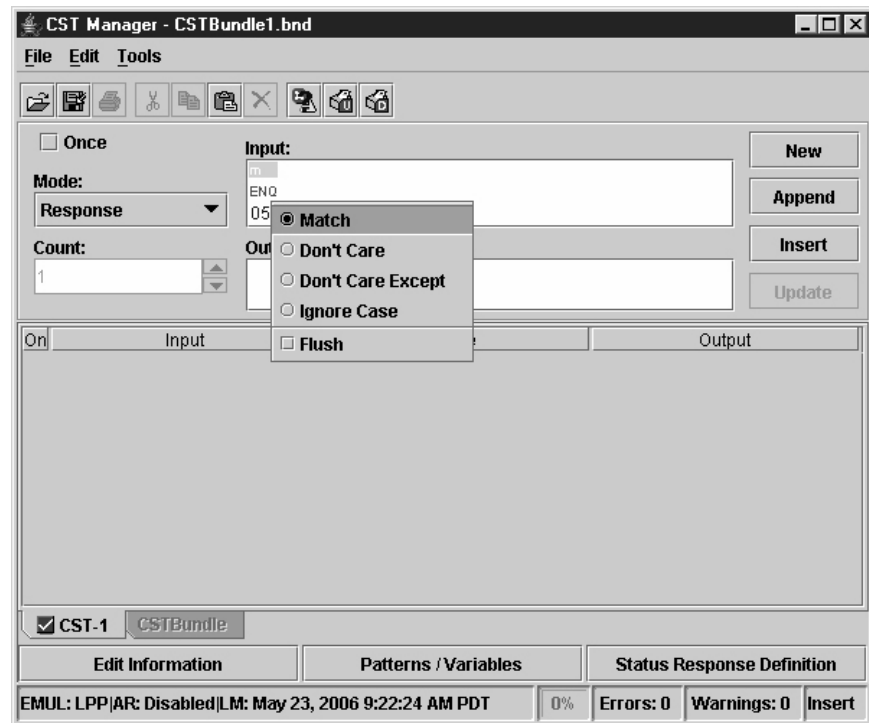 CST Manager - CSTBundle1.bnd
File Edit Tools
Once
Input:
New
m
Mode:
ENQ
Response
05
Append
Match
Count:
Out
Don't Care
Insert
1
Don't Care Except
Update
Ignore Case
Flush
On Input Output
CST-1 CSTBundle
Edit Information Patterns / Variables Status Response Definition
EMUL: LPP|AR: Disabled|LM: May 23, 2006 9:22:24 AM PDT 0% Errors: 0 Warnings: 0 Insert